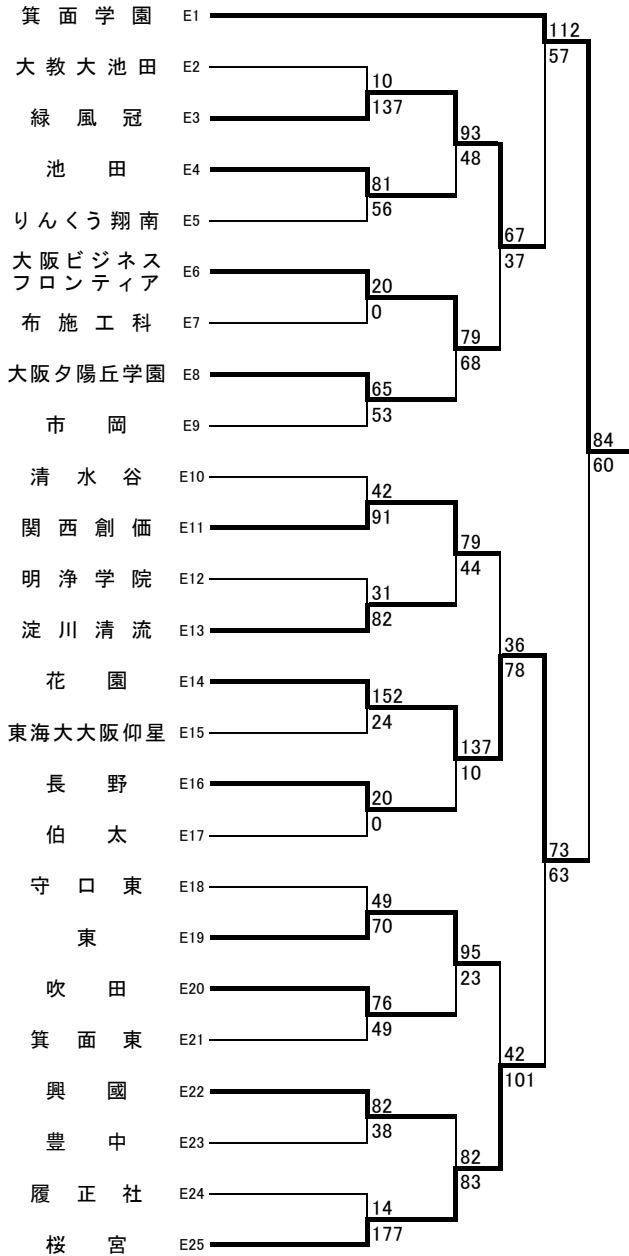 箕面学園 E1
112
57
大教大池田 E2
10
137
緑風冠 E3
93
48
池田 E4
81
56
りんくう翔南 E5
67
37
大阪ビジネス
フロンティア E6
20
0
布施工科 E7
79
68
大阪夕陽丘学園 E8
65
53
市岡 E9
84
60
清水谷 E10
42
91
関西創価 E11
79
44
明浄学院 E12
31
82
淀川清流 E13
36
78
花園 E14
152
24
東海大大阪仰星 E15
137
10
長野 E16
20
0
伯太 E17
73
63
守口東 E18
49
70
東 E19
95
23
吹田 E20
76
49
箕面東 E21
42
101
興國 E22
82
38
豊中 E23
82
83
履正社 E24
14
177
桜宮 E25